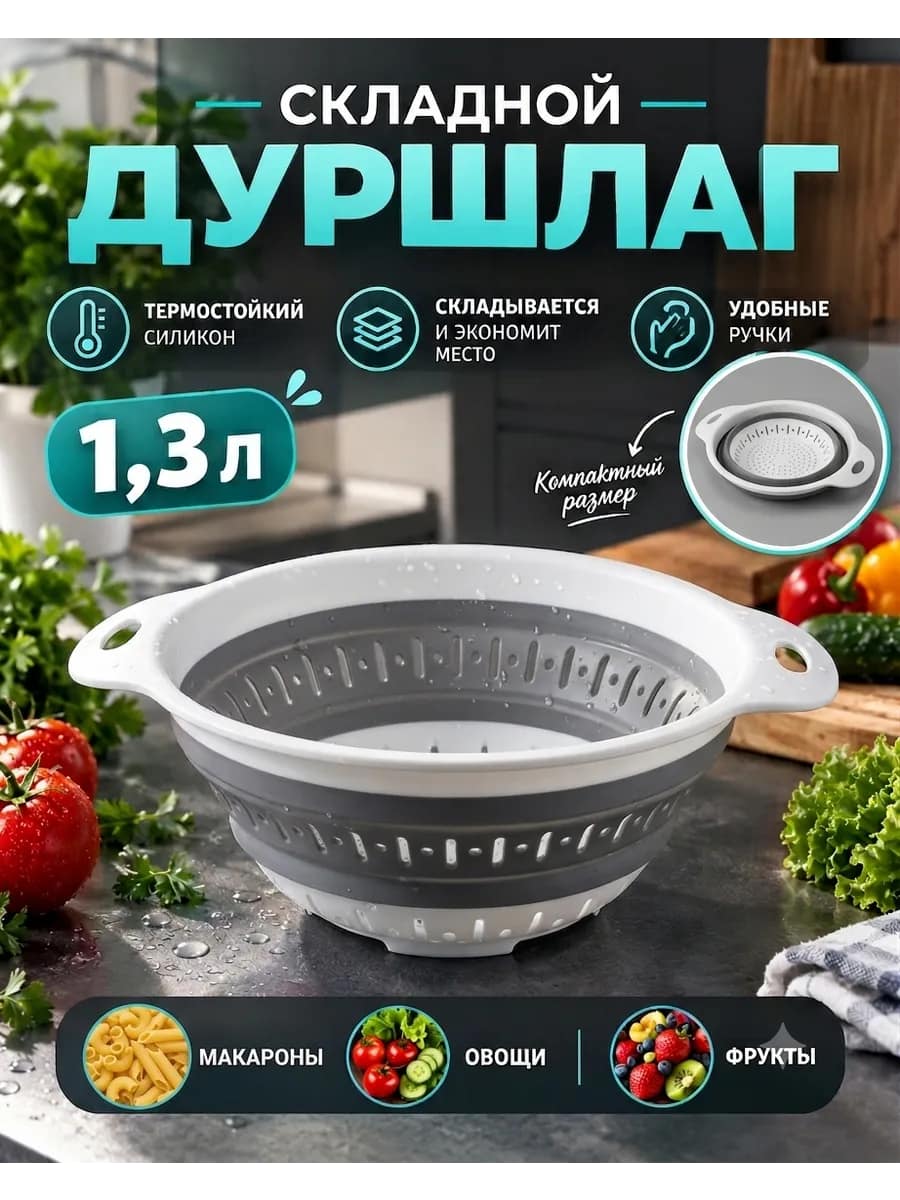 СКЛАДНОЙ
ДУРШЛАГ
ТЕРМОСТОЙКИЙ
СИЛИКОН
СКЛАДЫВАЕТСЯ
И ЭКОНОМИТ
МЕСТО
УДОБНЫЕ
РУЧКИ
1,3 л
Компактный
размер
МАКАРОНЫ
ОВОЩИ
ФРУКТЫ